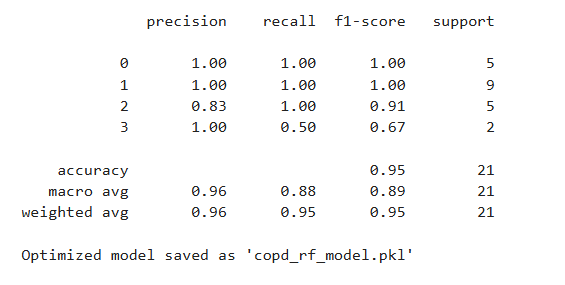 precision recall f1-score support
0 1.00 1.00 1.00 5
1 1.00 1.00 1.00 9
2 0.83 1.00 0.91 5
3 1.00 0.50 0.67 2
accuracy 0.95 21
macro avg 0.96 0.88 0.89 21
weighted avg 0.96 0.95 0.95 21
Optimized model saved as 'copd_rf_model.pkl'